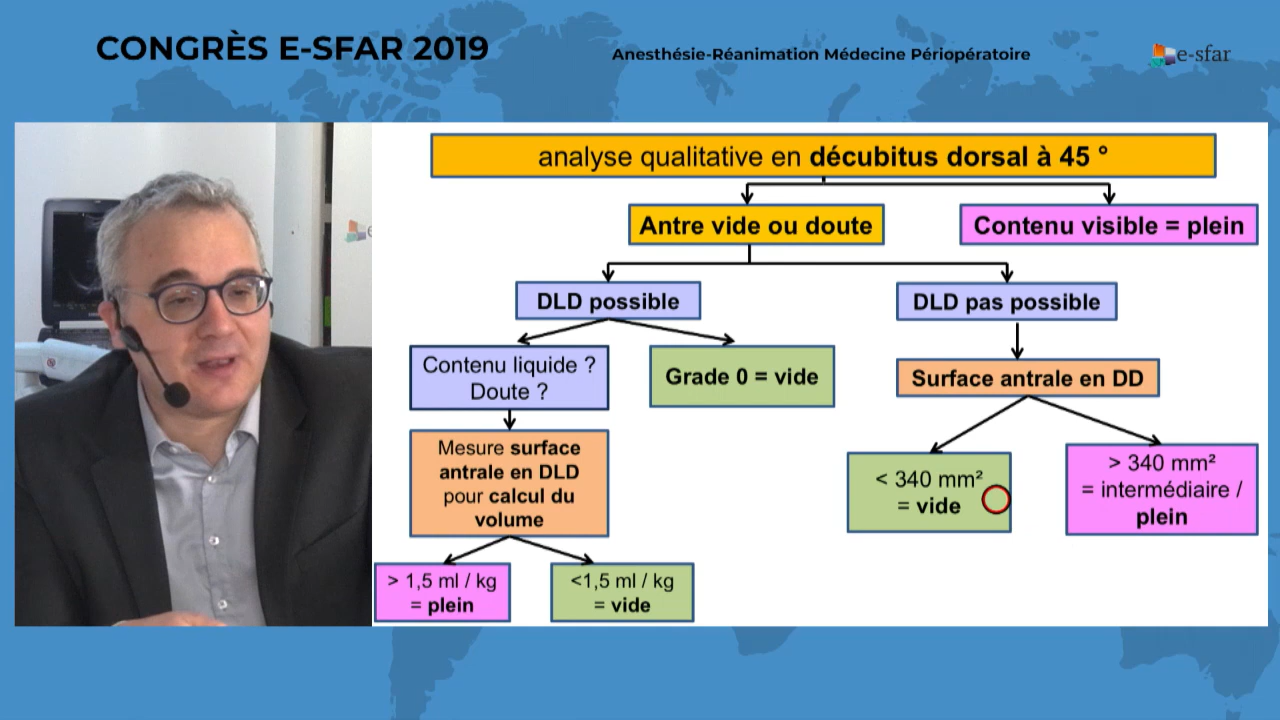 CONGRÈS E-SFAR 2019
Anesthésie-Réanimation Médecine Périopératoire
e-sfar
analyse qualitative en décubitus dorsal à 45 °
Antre vide ou doute
Contenu visible = plein
DLD possible
DLD pas possible
Contenu liquide ?
Doute ?
Grade 0 = vide
Surface antrale en DD
Mesure surface
antrale en DLD
pour calcul du
volume
< 340 mm²
= vide
> 340 mm²
= intermédiaire /
plein
> 1,5 ml / kg
= plein
<1,5 ml / kg
= vide